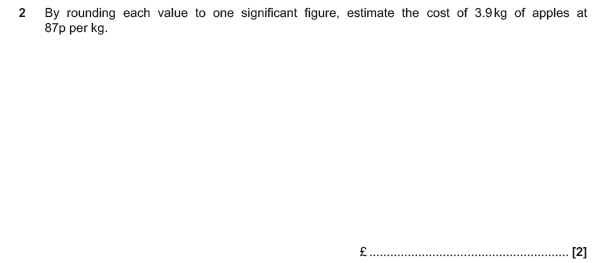 2 By rounding each value to one significant figure, estimate the cost of 3.9 kg of apples at
87p per kg.
£ .......................................................... [2]